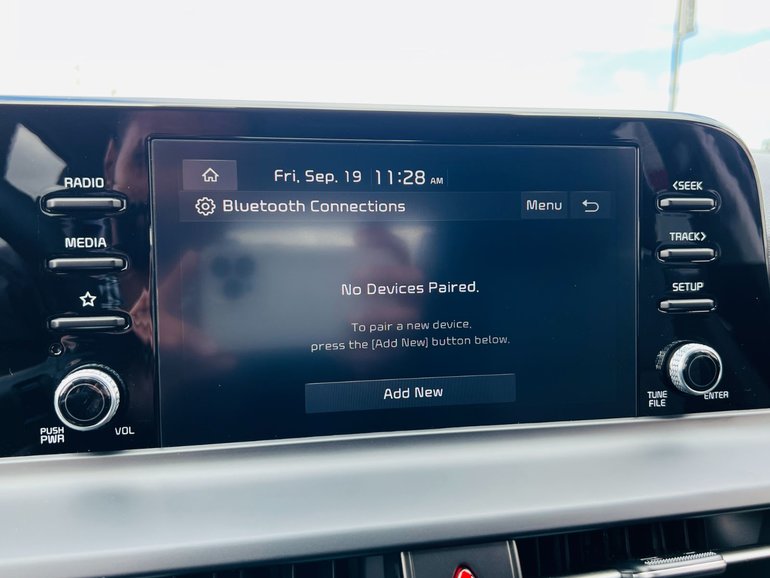 Fri, Sep. 19 11:28 AM
Bluetooth Connections Menu
No Devices Paired.
To pair a new device,
press the [Add New] button below.
Add New
RADIO
MEDIA
PUSH
PWR
VOL
<SEEK
TRACK>
SETUP
TUNE
FILE
ENTER